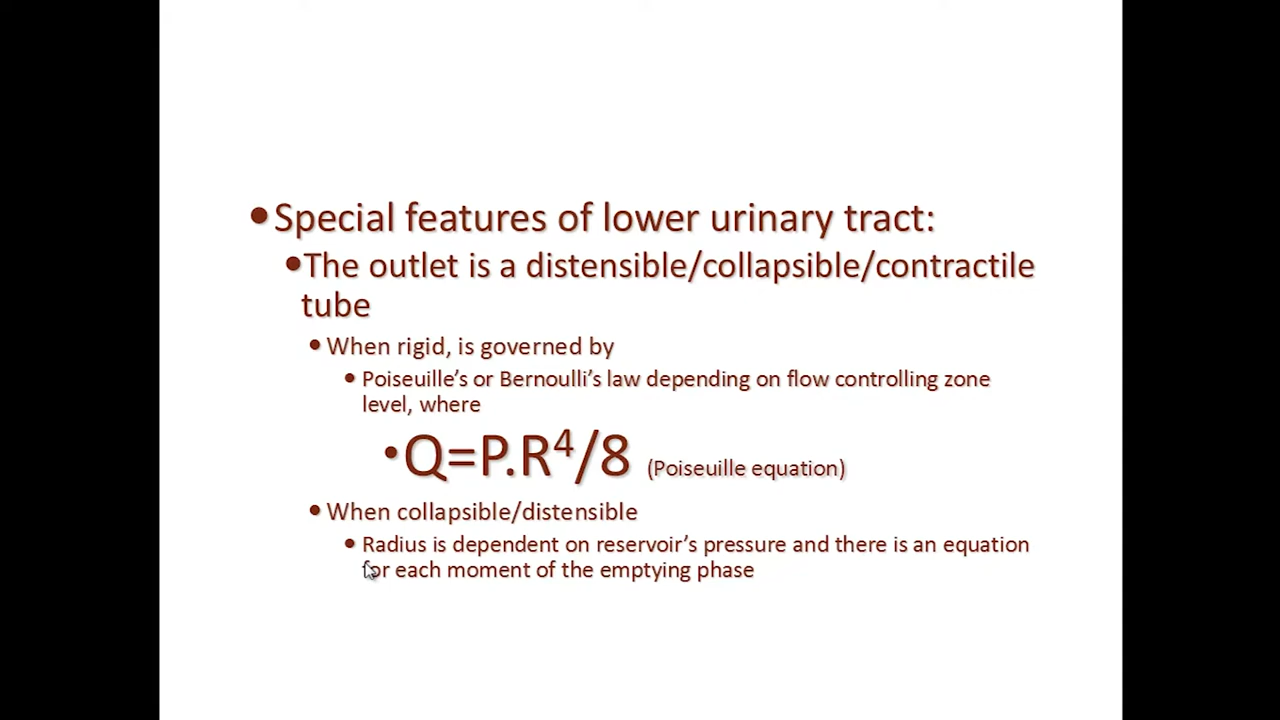 •Special features of lower urinary tract:
•The outlet is a distensible/collapsible/contractile
tube
• When rigid, is governed by
• Poiseuille's or Bernoulli's law depending on flow controlling zone
level, where
•Q=P.R⁴/8 (Poiseuille equation)
• When collapsible/distensible
• Radius is dependent on reservoir's pressure and there is an equation
for each moment of the emptying phase